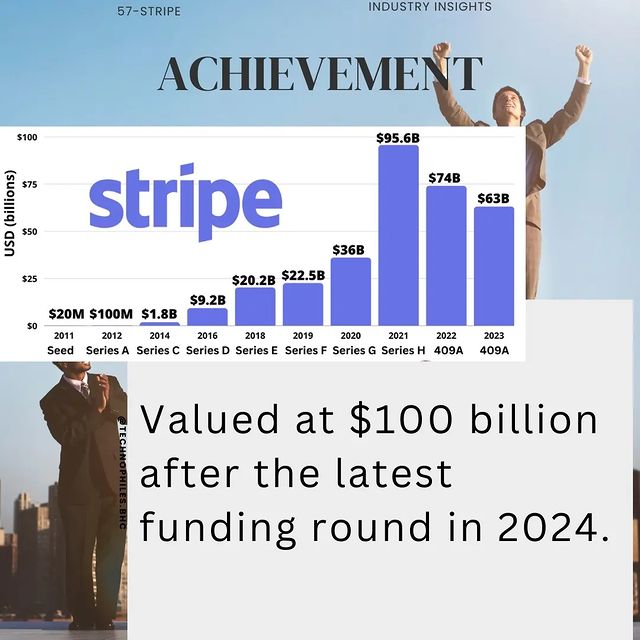 57-STRIPE
INDUSTRY INSIGHTS
ACHIEVEMENT
USD (billions)
$100
$75
$50
$25
$0
stripe
$20M $100M $1.8B $9.2B $20.2B $22.5B $36B $95.6B $74B $63B
2011 2012 2014 2016 2018 2019 2020 2021 2022 2023
Seed Series A Series C Series D Series E Series F Series G Series H 409A 409A
@TECHNOPHILES.BHC
Valued at $100 billion
after the latest
funding round in 2024.